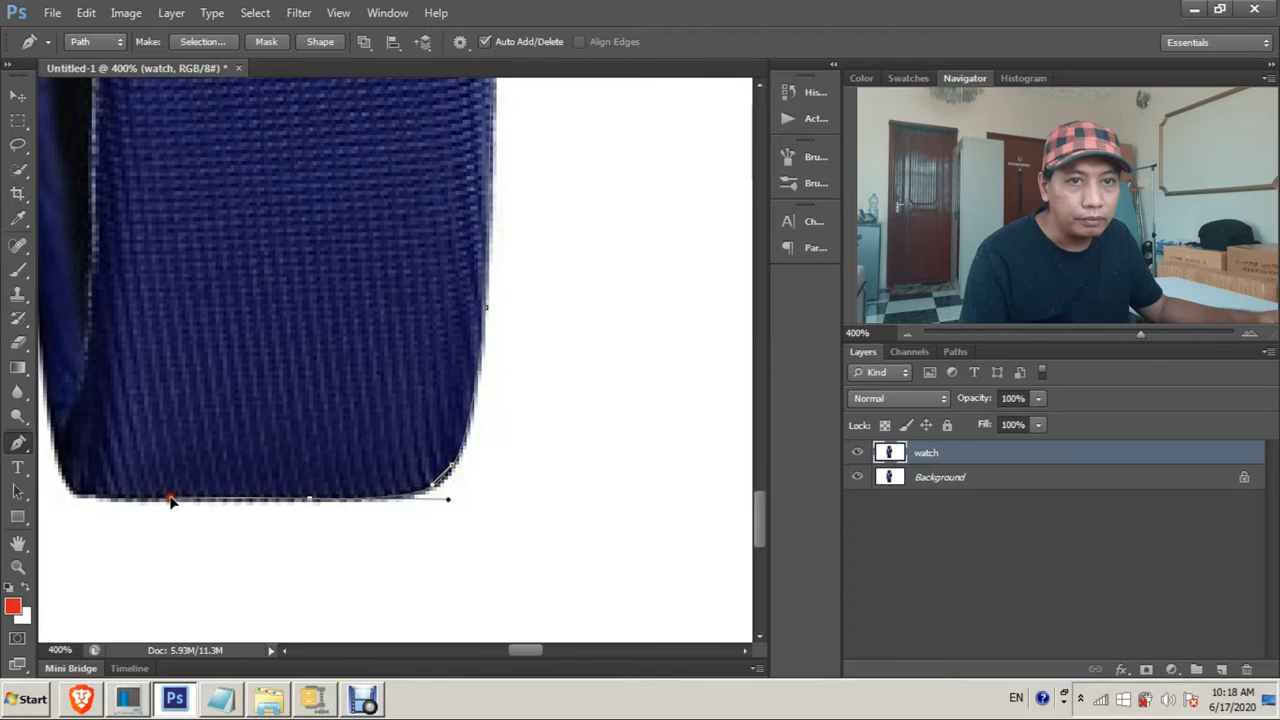 Ps File Edit Image Layer Type Select Filter View Window Help
Path Make: Selection... Mask Shape Auto Add/Delete Align Edges Essentials
Untitled-1 @ 400% (watch, RGB/8#) * ×
His...
Act...
Bru...
Bru...
Ch...
Par...
Color Swatches Navigator Histogram
400%
Layers Channels Paths
Kind
Normal Opacity: 100%
Lock: Fill: 100%
watch
Background
400% Doc: 5.93M/11.3M
Mini Bridge Timeline
Start Ps EN 10:18 AM
6/17/2020